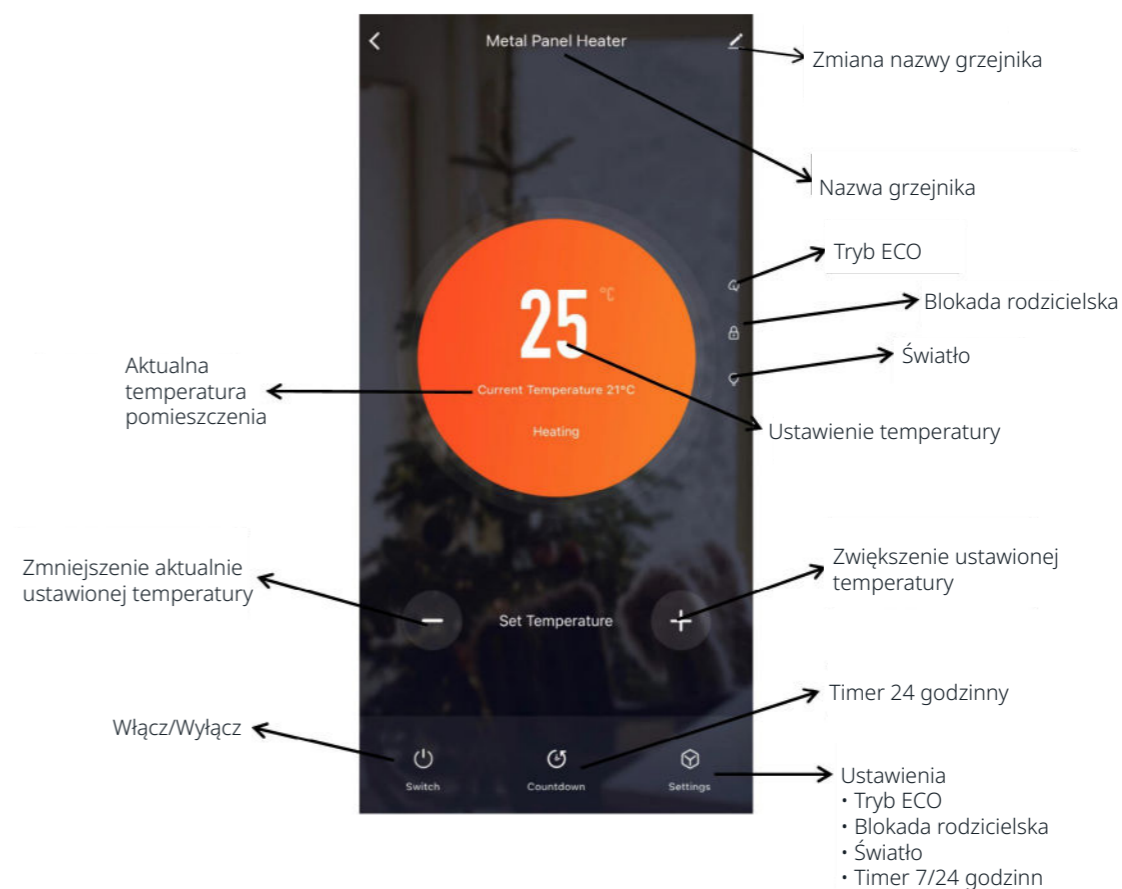 Metal Panel Heater
Zmiana nazwy grzejnika
Nazwa grzejnika
Tryb ECO
Blokada rodzicielska
Światło
25 °C
Current Temperature 21°C
Heating
Aktualna
temperatura
pomieszczenia
Ustawienie temperatury
Zmniejszenie aktualnie
ustawionej temperatury
Set Temperature
Zwiększenie ustawionej
temperatury
Timer 24 godzinny
Włącz/Wyłącz
Switch
Countdown
Settings
Ustawienia
• Tryb ECO
• Blokada rodzicielska
• Światło
• Timer 7/24 godzinn